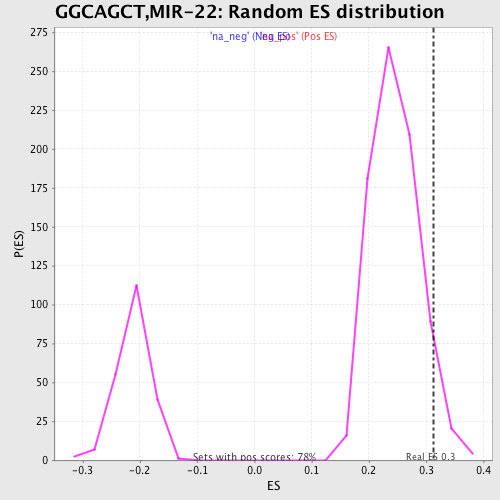 GGCAGCT,MIR-22: Random ES distribution
'na_neg' (Neg ES) 'na_pos' (Pos ES)
275
250
225
200
175
150
125
100
75
50
25
0
P(ES)
Sets with pos scores: 78%
Real ES 0.3
-0.3 -0.2 -0.1 0.0 0.1 0.2 0.3 0.4
ES